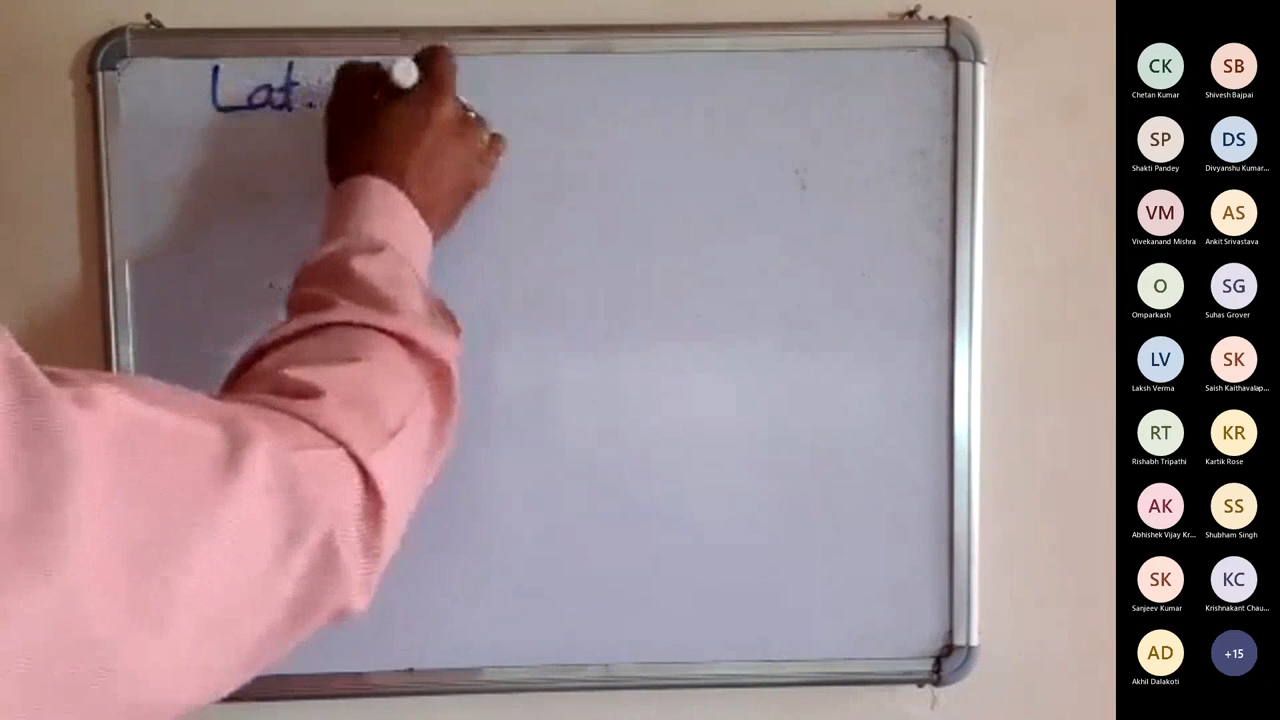 Lat.
CK SB
Chetan Kumar Shivesh Bajpai
SP DS
Shakti Pandey Divyanshu Kumar...
VM AS
Vivekanand Mishra Ankit Srivastava
O SG
Omparkash Suhas Grover
LV SK
Laksh Verma Saish Kaithavalap...
RT KR
Rishabh Tripathi Kartik Rose
AK SS
Abhishek Vijay Kr... Shubham Singh
SK KC
Sanjeev Kumar Krishnakant Chau...
AD +15
Akhil Dalakoti